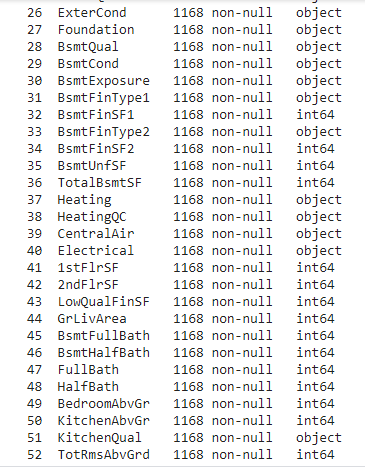 26 ExterCond 1168 non-null object
27 Foundation 1168 non-null object
28 BsmtQual 1168 non-null object
29 BsmtCond 1168 non-null object
30 BsmtExposure 1168 non-null object
31 BsmtFinType1 1168 non-null object
32 BsmtFinSF1 1168 non-null int64
33 BsmtFinType2 1168 non-null object
34 BsmtFinSF2 1168 non-null int64
35 BsmtUnfSF 1168 non-null int64
36 TotalBsmtSF 1168 non-null int64
37 Heating 1168 non-null object
38 HeatingQC 1168 non-null object
39 CentralAir 1168 non-null object
40 Electrical 1168 non-null object
41 1stFlrSF 1168 non-null int64
42 2ndFlrSF 1168 non-null int64
43 LowQualFinSF 1168 non-null int64
44 GrLivArea 1168 non-null int64
45 BsmtFullBath 1168 non-null int64
46 BsmtHalfBath 1168 non-null int64
47 FullBath 1168 non-null int64
48 HalfBath 1168 non-null int64
49 BedroomAbvGr 1168 non-null int64
50 KitchenAbvGr 1168 non-null int64
51 KitchenQual 1168 non-null object
52 TotRmsAbvGrd 1168 non-null int64